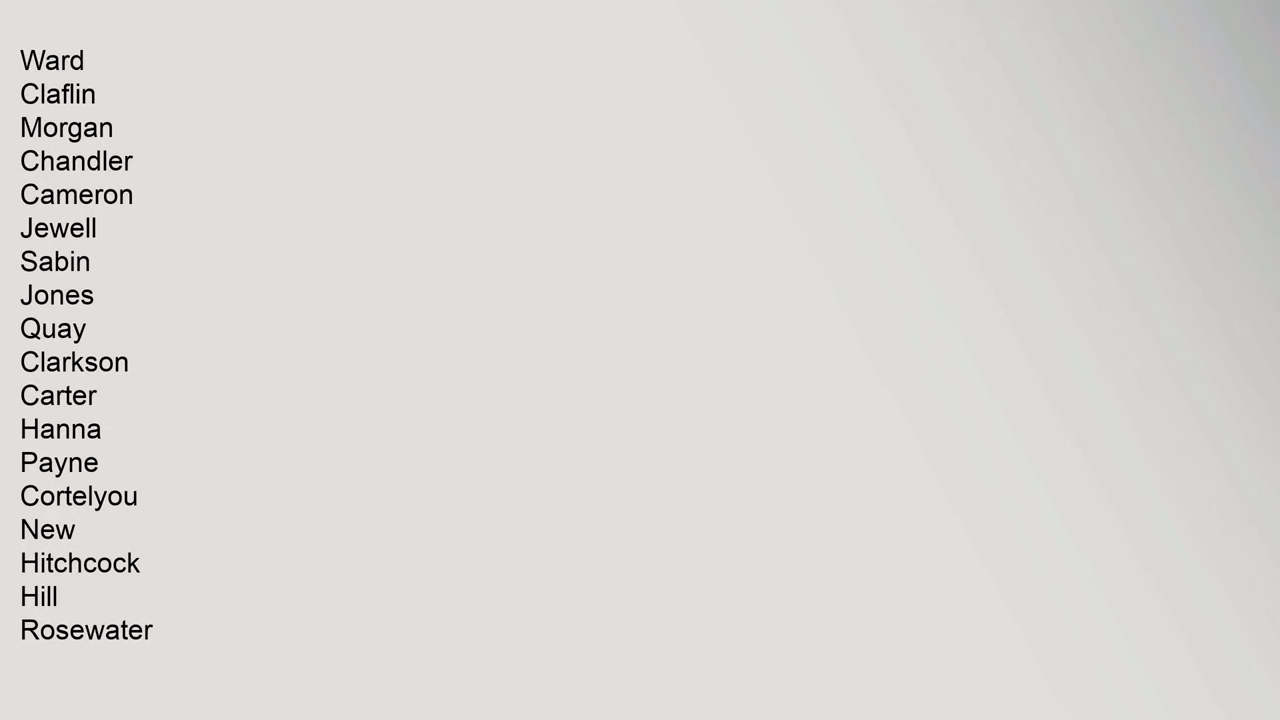 Ward
Claflin
Morgan
Chandler
Cameron
Jewell
Sabin
Jones
Quay
Clarkson
Carter
Hanna
Payne
Cortelyou
New
Hitchcock
Hill
Rosewater